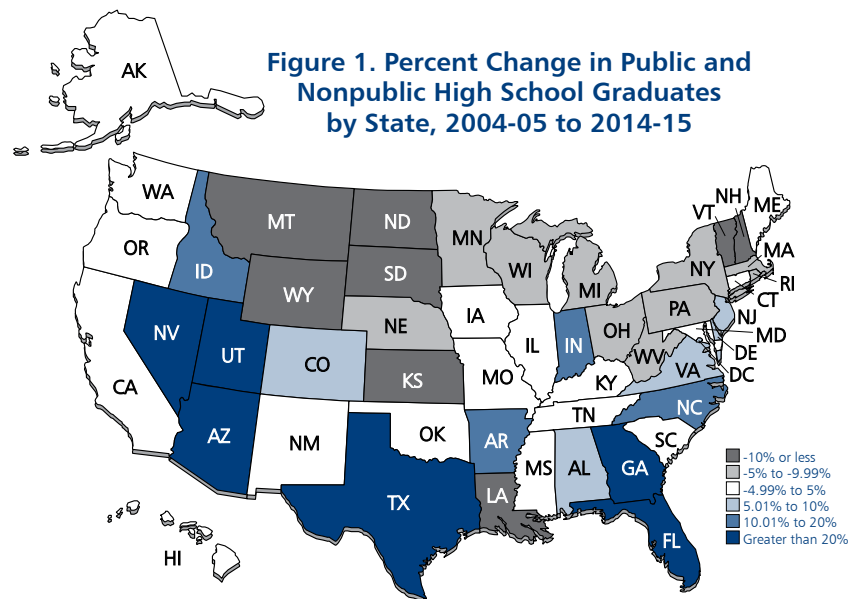 Figure 1. Percent Change in Public and
Nonpublic High School Graduates
by State, 2004-05 to 2014-15
AK
WA
OR
CA
ID
NV
UT
AZ
MT
WY
CO
NM
ND
SD
NE
KS
OK
TX
MN
IA
MO
AR
LA
WI
IL
MI
IN
OH
KY
TN
MS
AL
GA
FL
SC
NC
VA
WV
PA
NY
VT
NH
ME
MA
RI
CT
NJ
MD
DE
DC
HI
-10% or less
-5% to -9.99%
-4.99% to 5%
5.01% to 10%
10.01% to 20%
Greater than 20%